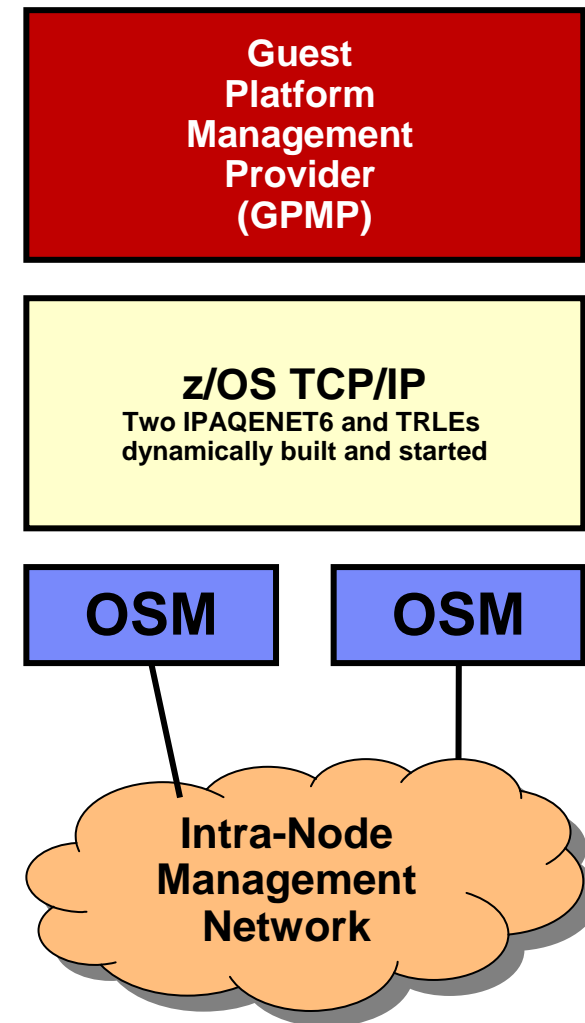 Guest
Platform
Management
Provider
(GPMP)
z/OS TCP/IP
Two IPAQENET6 and TRLEs
dynamically built and started
OSM
OSM
Intra-Node
Management
Network